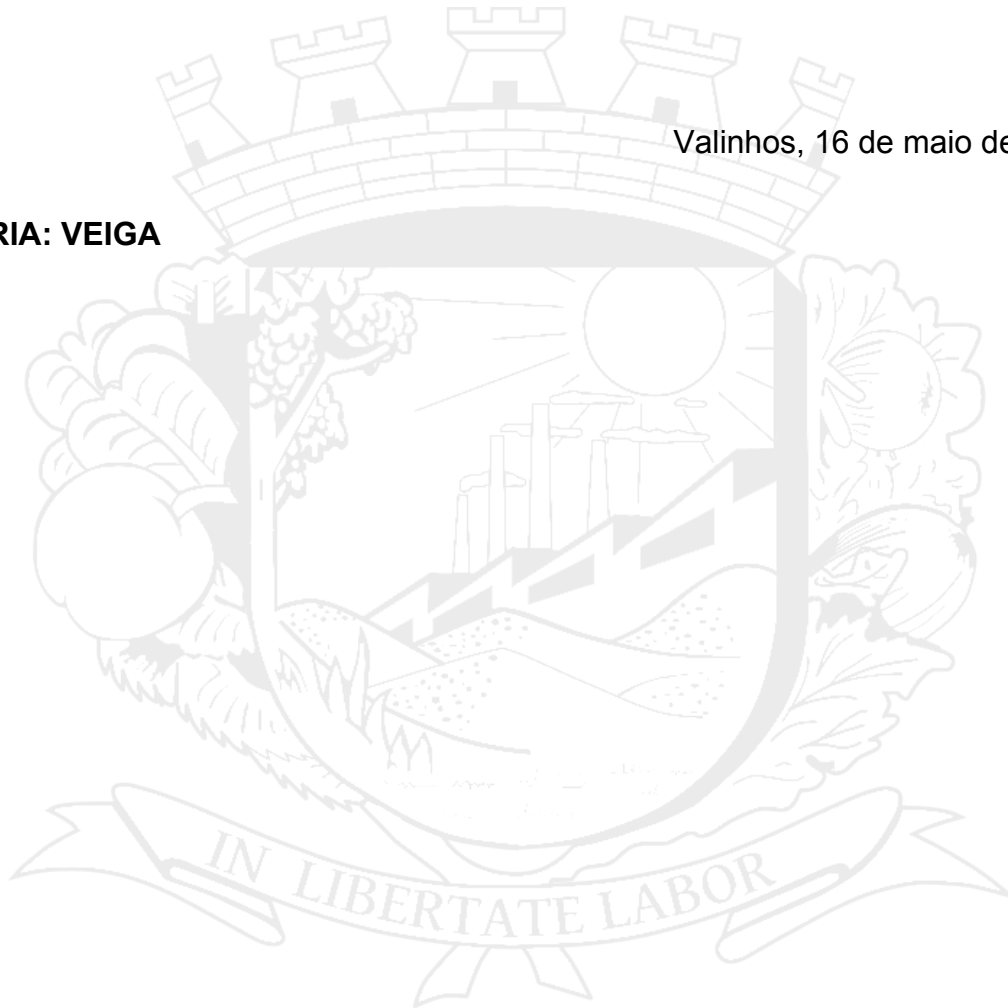 Valinhos, 16 de maio de
RIA: VEIGA
IN LIBERTATE LABOR